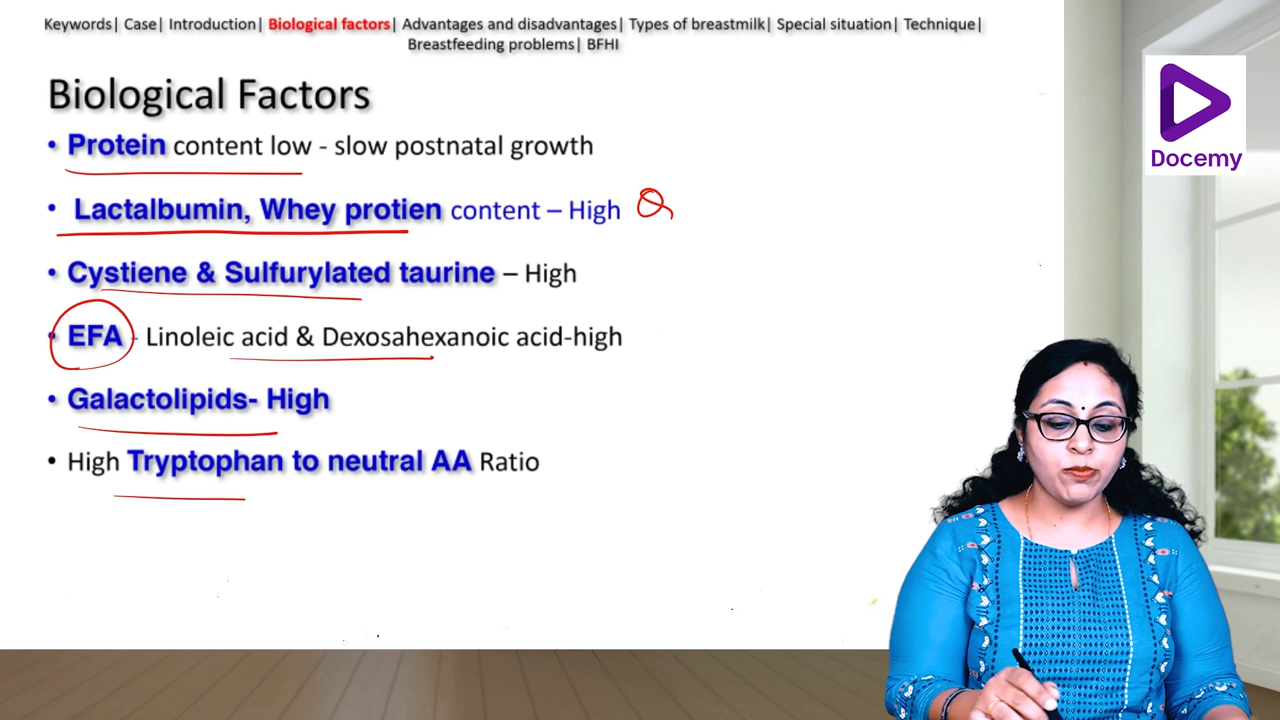 Keywords| Case| Introduction| Biological factors| Advantages and disadvantages| Types of breastmilk| Special situation| Technique|
Breastfeeding problems| BFHI
Biological Factors
• Protein content low - slow postnatal growth
• Lactalbumin, Whey protien content – High
• Cystiene & Sulfurylated taurine – High
• EFA - Linoleic acid & Dexosahexanoic acid-high
• Galactolipids- High
• High Tryptophan to neutral AA Ratio
Docemy